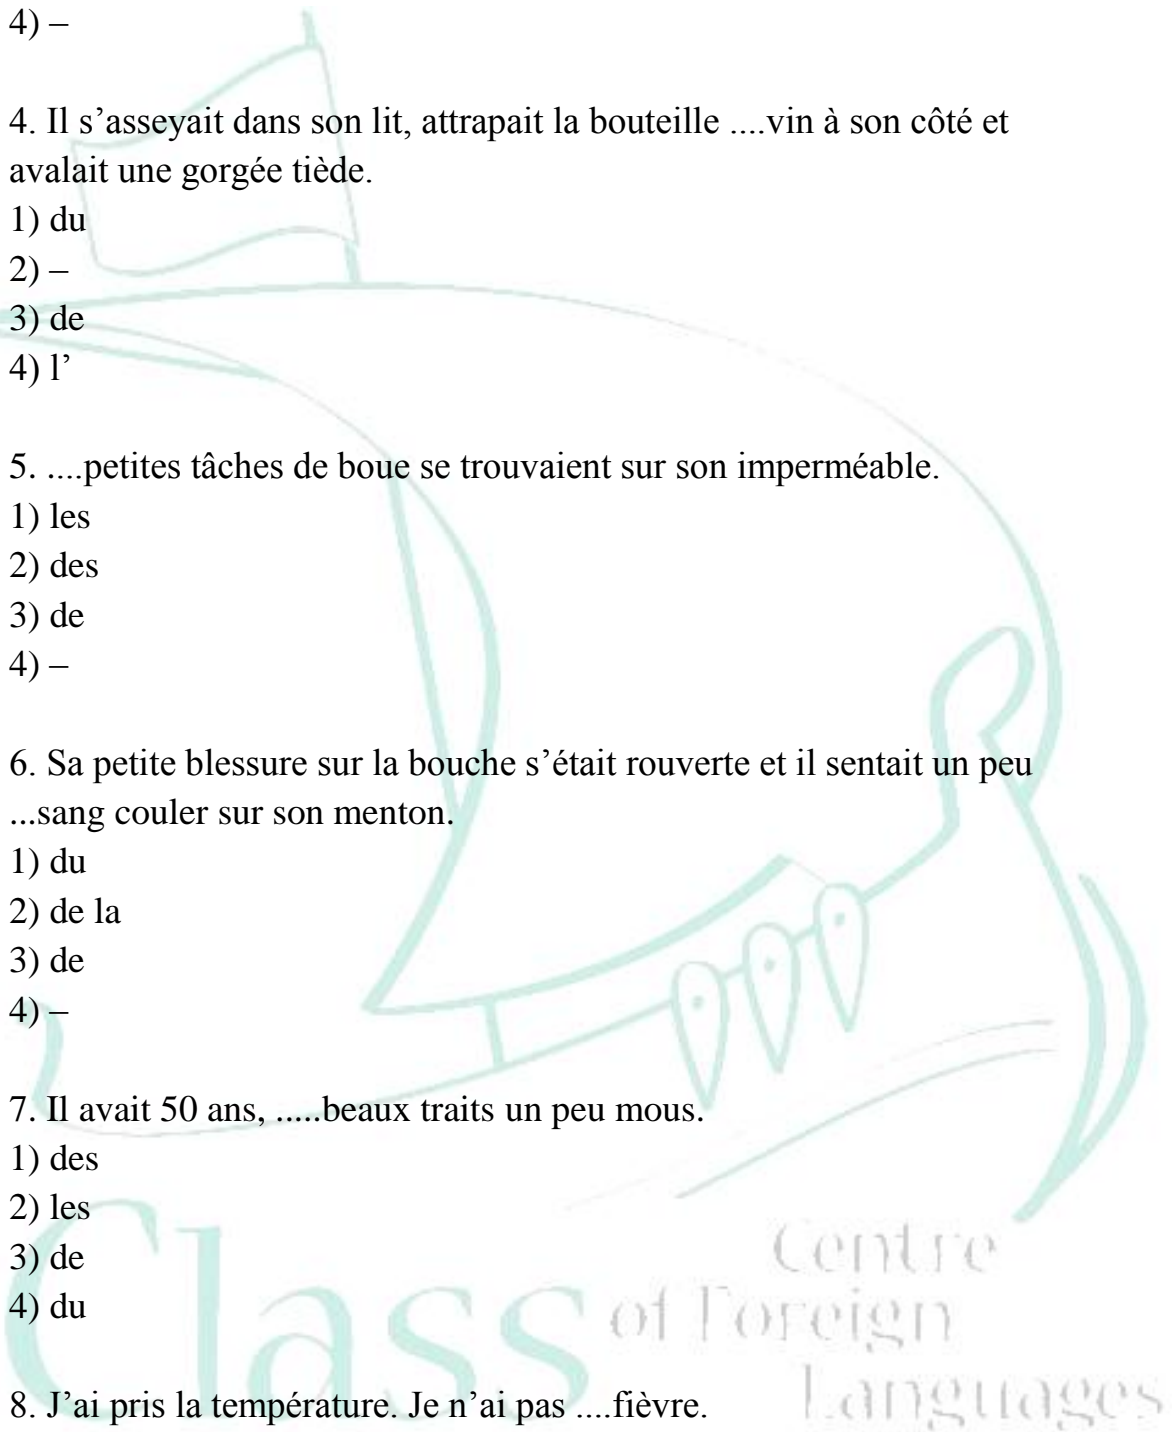 4) –
4. Il s’asseyait dans son lit, attrapait la bouteille ....vin à son côté et
avalait une gorgée tiède.
1) du
2) –
3) de
4) l’
5. ....petites tâches de boue se trouvaient sur son imperméable.
1) les
2) des
3) de
4) –
6. Sa petite blessure sur la bouche s’était rouverte et il sentait un peu
...sang couler sur son menton.
1) du
2) de la
3) de
4) –
7. Il avait 50 ans, .....beaux traits un peu mous.
1) des
2) les
3) de
4) du
8. J’ai pris la température. Je n’ai pas ....fièvre.
Class
Centre
of Foreign
Languages